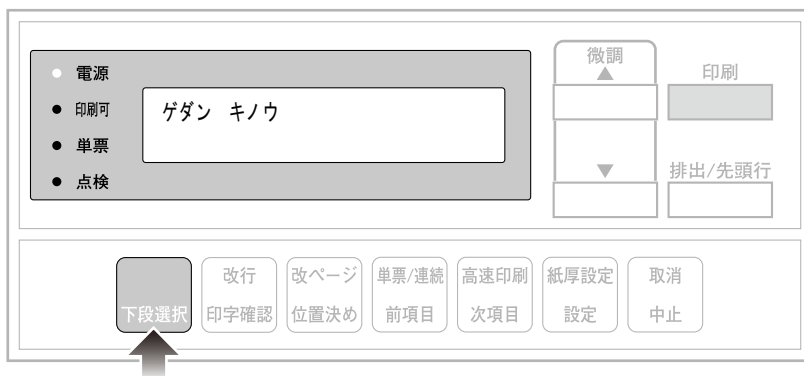 電源
印刷可
単票
点検
ゲダン キノウ
微調
▲
▼
印刷
排出/先頭行
下段選択
改行
印字確認
改ページ
位置決め
単票/連続
前項目
高速印刷
次項目
紙厚設定
設定
取消
中止